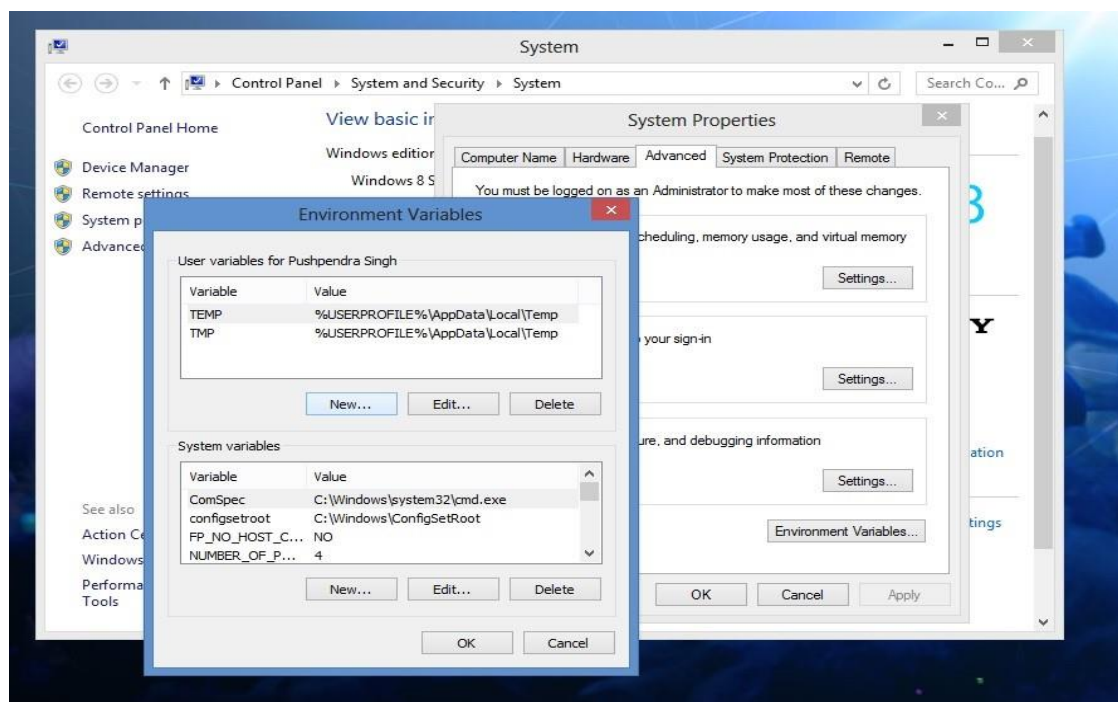 System
Control Panel ▸ System and Security ▸ System
Search Co...
Control Panel Home
Device Manager
Remote settings
System p
Advanced
See also
Action Ce
Windows
Performa
Tools
View basic in
Windows edition
Windows 8 S
8
Y
ation
tings
System Properties
Computer Name Hardware Advanced System Protection Remote
You must be logged on as an Administrator to make most of these changes.
cheduling, memory usage, and virtual memory
Settings...
your sign-in
Settings...
ure, and debugging information
Settings...
Environment Variables...
OK Cancel Apply
Environment Variables
User variables for Pushpendra Singh
Variable Value
TEMP %USERPROFILE%\AppData\Local\Temp
TMP %USERPROFILE%\AppData\Local\Temp
New... Edit... Delete
System variables
Variable Value
ComSpec C:\Windows\system32\cmd.exe
configsetroot C:\Windows\ConfigSetRoot
FP_NO_HOST_C... NO
NUMBER_OF_P... 4
New... Edit... Delete
OK Cancel